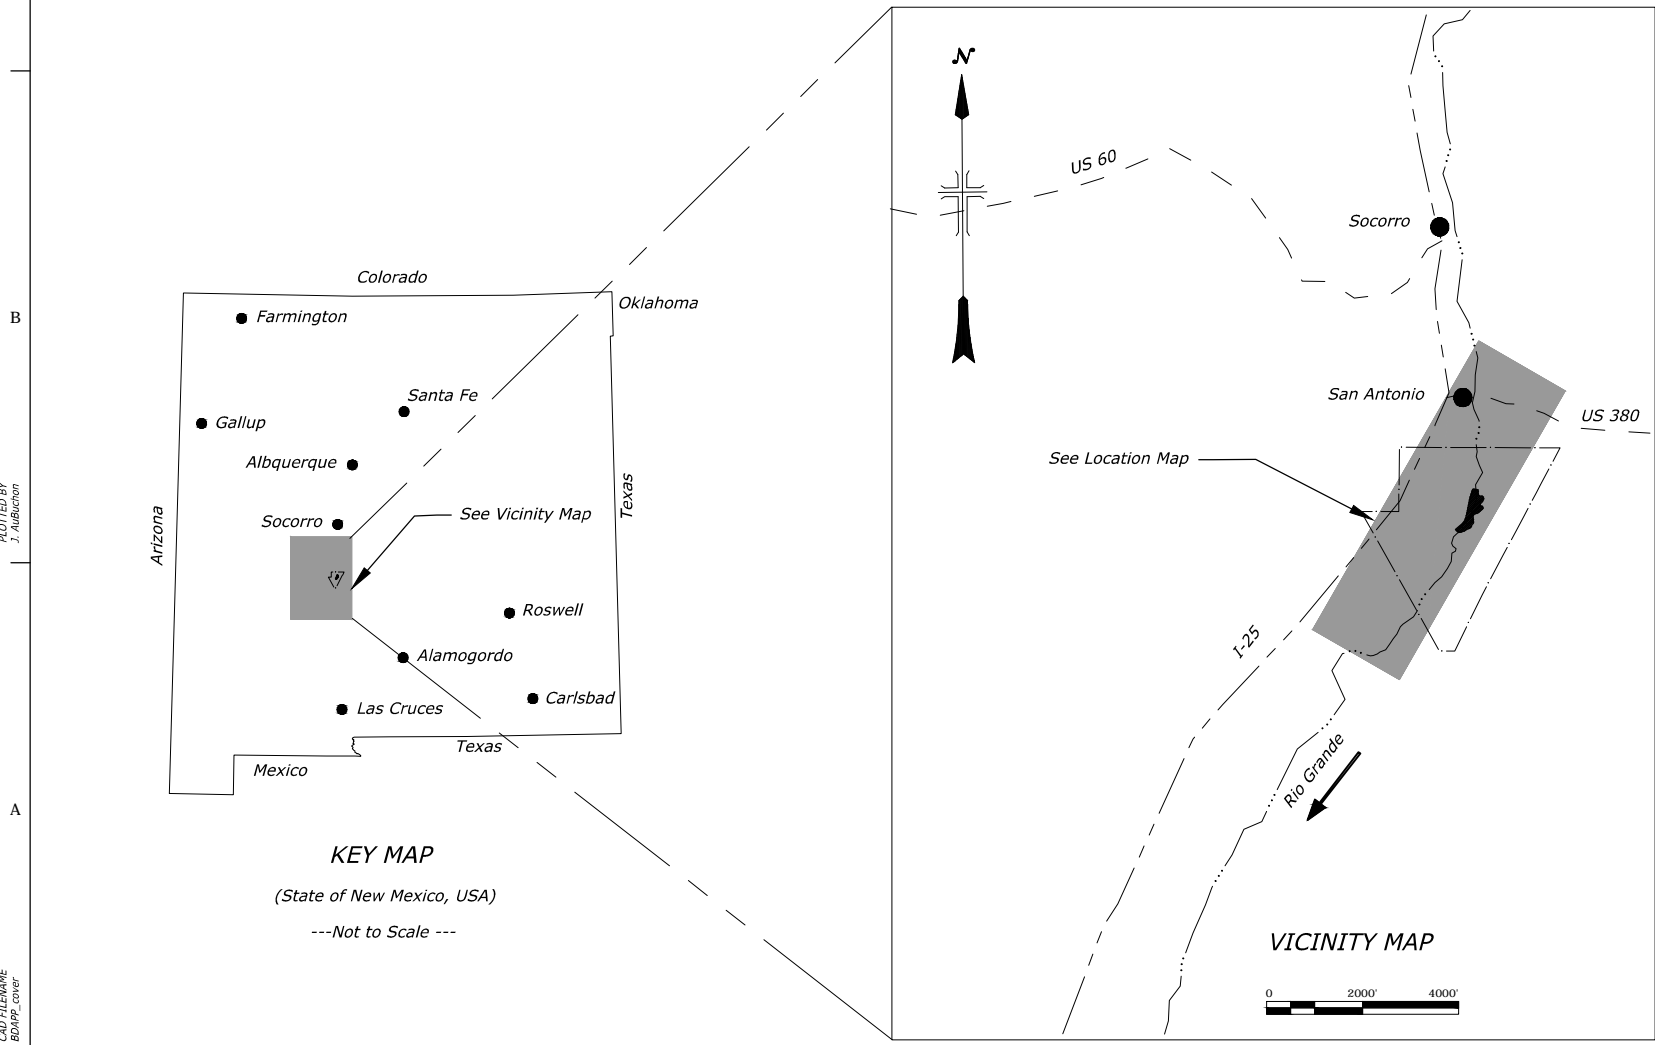 B
A
PLOTTED BY
J. AuBuchon
CAD FILENAME
BDAPP_cover
Colorado
Oklahoma
Farmington
Santa Fe
Gallup
Albquerque
Arizona
Texas
Socorro
See Vicinity Map
Roswell
Alamogordo
Carlsbad
Las Cruces
Texas
Mexico
KEY MAP
(State of New Mexico, USA)
---Not to Scale ---
N
US 60
Socorro
San Antonio
US 380
See Location Map
I-25
Rio Grande
VICINITY MAP
0 2000' 4000'